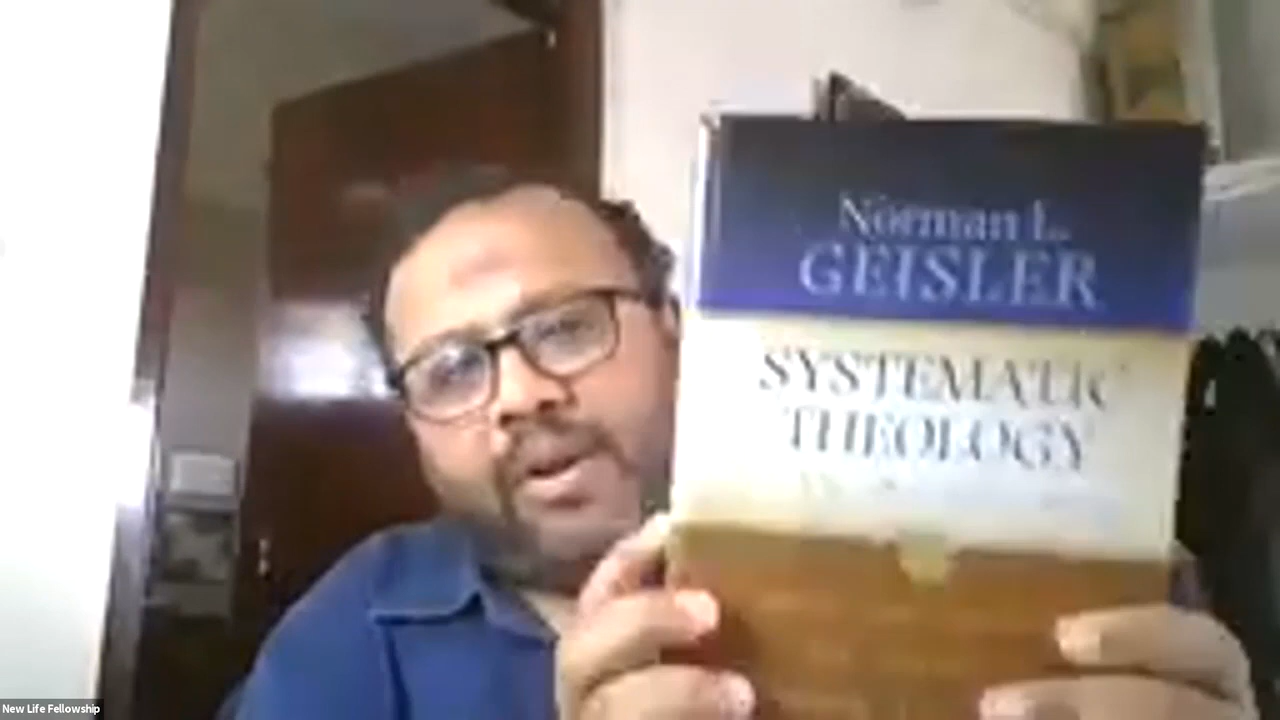 Norman L.
GEISLER
SYSTEMATIC
THEOLOGY
New Life Fellowship